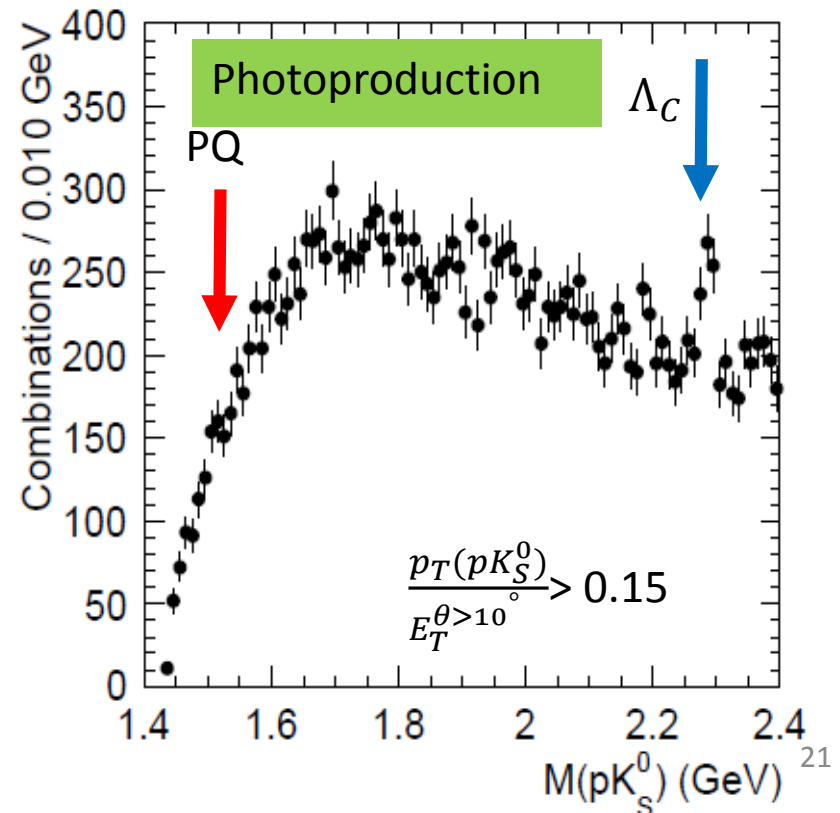 Photoproduction
PQ
Λ_C
Combinations / 0.010 GeV
400
350
300
250
200
150
100
50
0
p_T(pK_S^0)
E_T^{θ>10°} > 0.15
1.4 1.6 1.8 2 2.2 2.4
M(pK_S^0) (GeV)
21